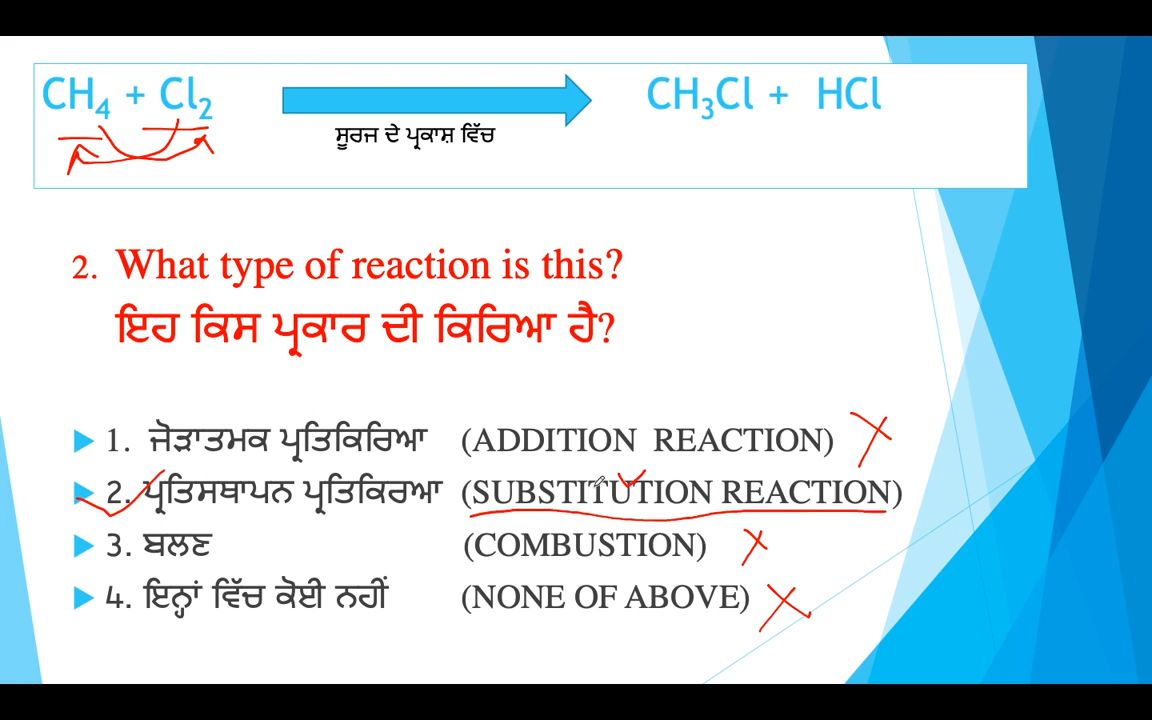 CH₄ + Cl₂ CH₃Cl + HCl
ਸੂਰਜ ਦੇ ਪ੍ਰਕਾਸ਼ ਵਿੱਚ
2. What type of reaction is this?
ਇਹ ਕਿਸ ਪ੍ਰਕਾਰ ਦੀ ਕਿਰਿਆ ਹੈ?
1. ਜੋੜਾਤਮਕ ਪ੍ਰਤਿਕਿਰਿਆ (ADDITION REACTION)
2. ਪ੍ਰਤਿਸਥਾਪਨ ਪ੍ਰਤਿਕਿਰਆ (SUBSTITUTION REACTION)
3. ਬਲਣ (COMBUSTION)
4. ਇਨ੍ਹਾਂ ਵਿੱਚ ਕੋਈ ਨਹੀਂ (NONE OF ABOVE)